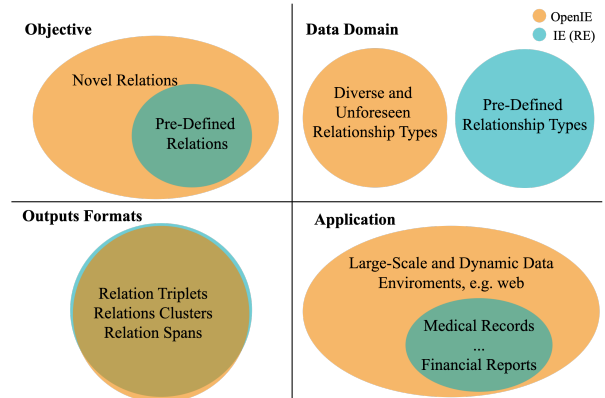 Objective
Novel Relations
Pre-Defined
Relations
Data Domain
OpenIE
IE (RE)
Diverse and
Unforeseen
Relationship Types
Pre-Defined
Relationship Types
Outputs Formats
Relation Triplets
Relations Clusters
Relation Spans
Application
Large-Scale and Dynamic Data
Enviroments, e.g. web
Medical Records
...
Financial Reports